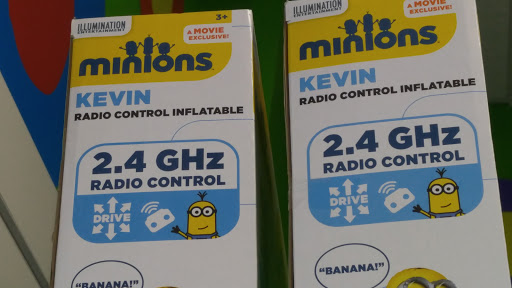 ILLUMINATION
ENTERTAINMENT
3+
A MOVIE
EXCLUSIVE!
minions
KEVIN
RADIO CONTROL INFLATABLE
2.4 GHz
RADIO CONTROL
DRIVE
"BANANA!"
ILLUMINATION
ENTERTAINMENT
A MOVIE
EXCLUSIVE!
minions
KEVIN
RADIO CONTROL INFLATABLE
2.4 GHz
RADIO CONTROL
DRIVE
"BANANA!"